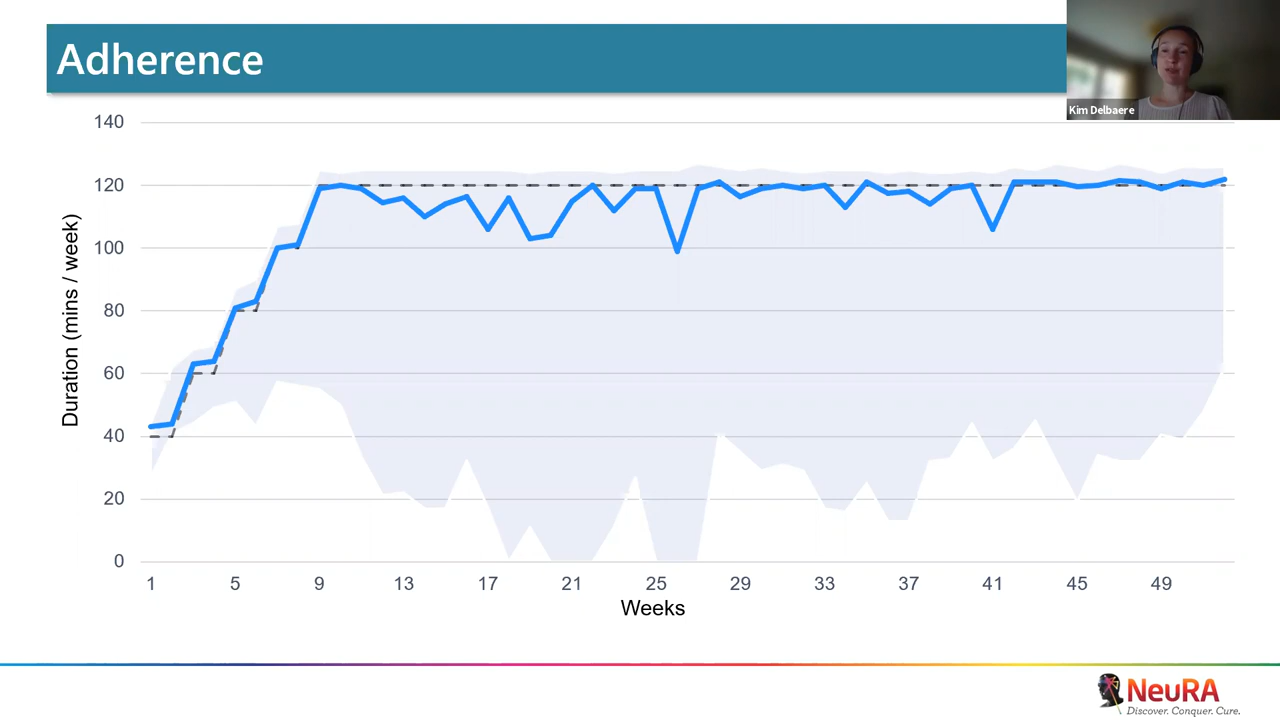 Adherence
Kim Delbaere
140
120
100
80
60
40
20
0
Duration (mins / week)
1 5 9 13 17 21 25 29 33 37 41 45 49
Weeks
NeuRA
Discover. Conquer. Cure.